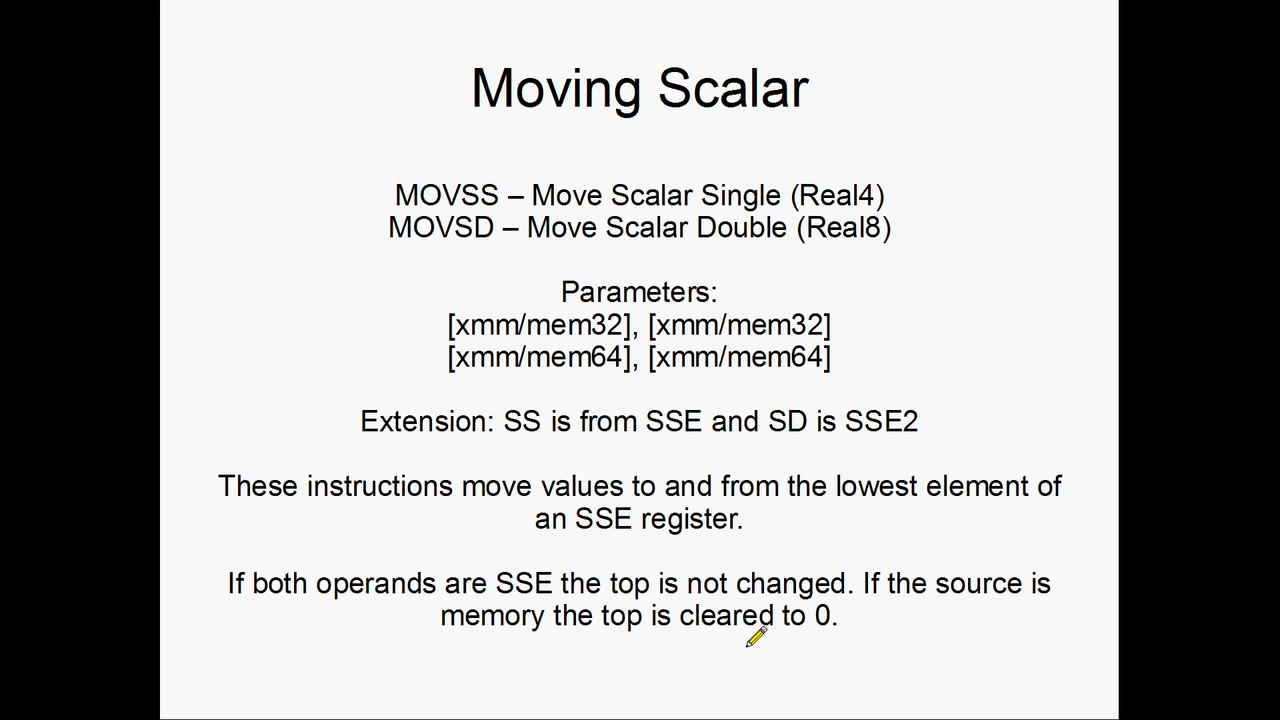 Moving Scalar
MOVSS – Move Scalar Single (Real4)
MOVSD – Move Scalar Double (Real8)
Parameters:
[xmm/mem32], [xmm/mem32]
[xmm/mem64], [xmm/mem64]
Extension: SS is from SSE and SD is SSE2
These instructions move values to and from the lowest element of
an SSE register.
If both operands are SSE the top is not changed. If the source is
memory the top is cleared to 0.